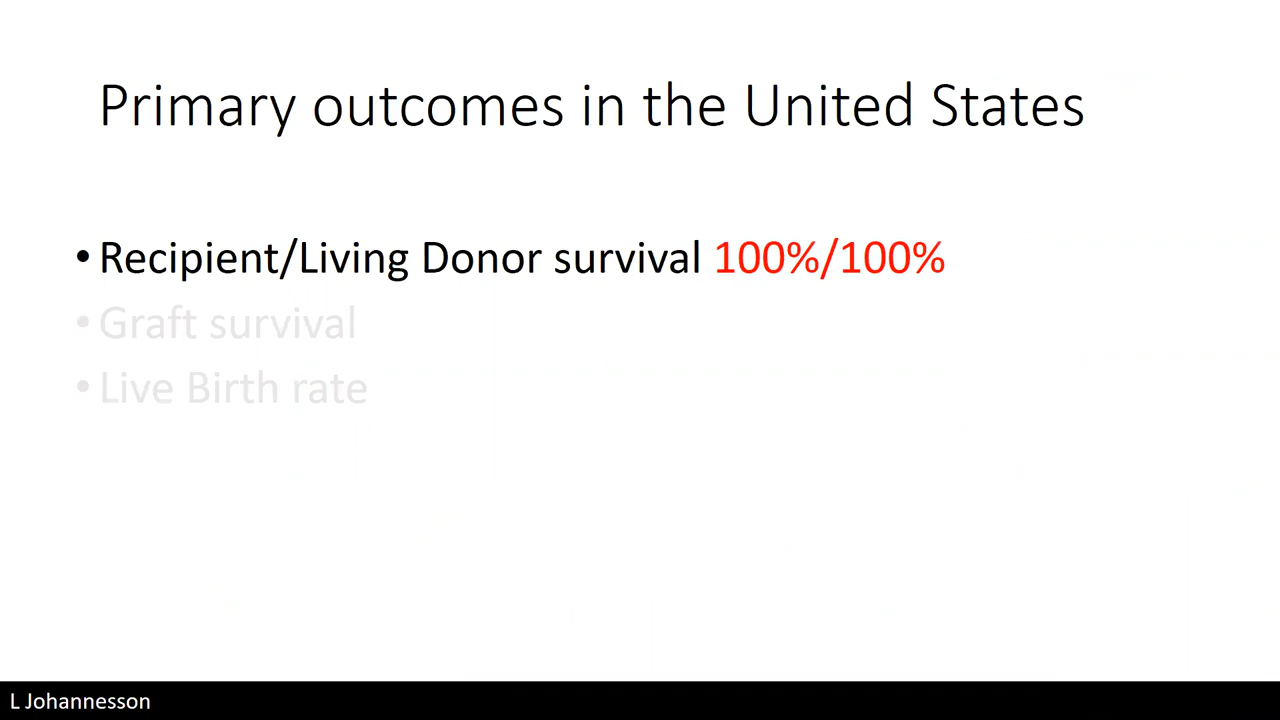 Primary outcomes in the United States
• Recipient/Living Donor survival 100%/100%
• Graft survival
• Live Birth rate
L Johannesson